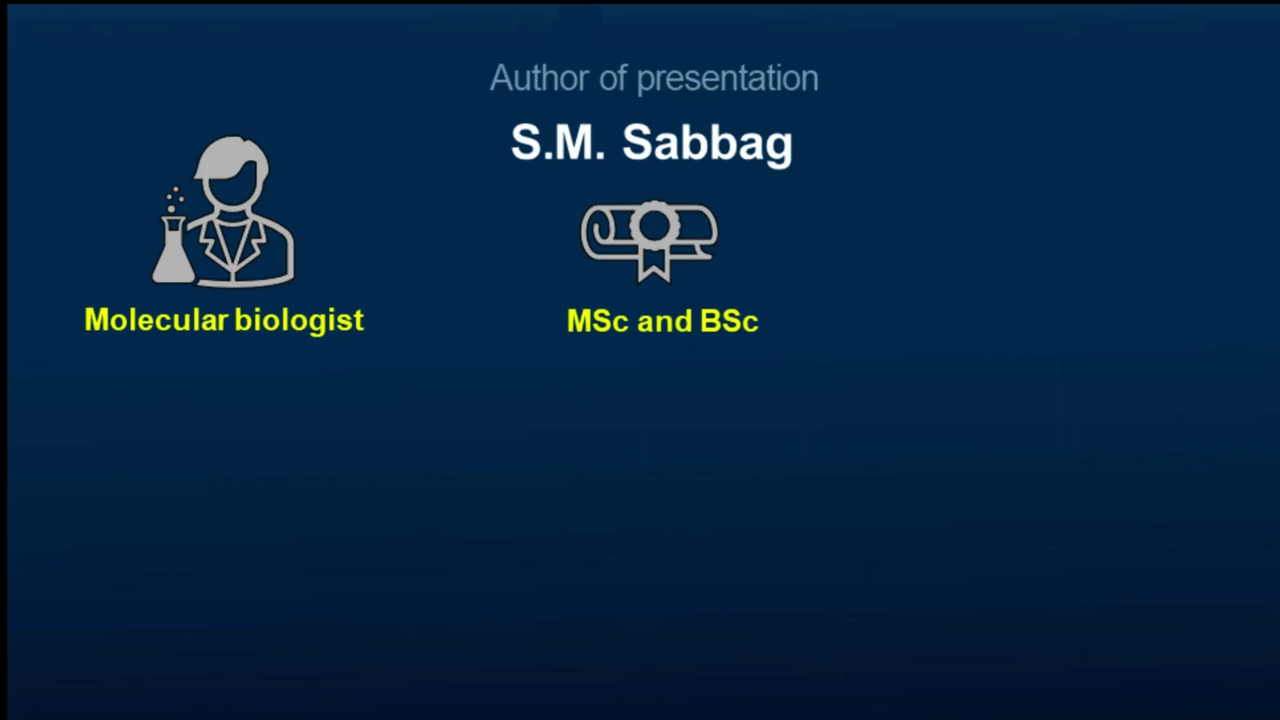 Author of presentation
S.M. Sabbag
Molecular biologist
MSc and BSc